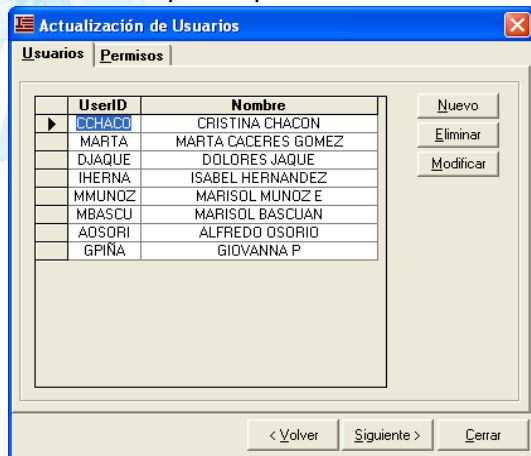 Actualización de Usuarios
Usuarios Permisos
UserID Nombre
CCHACO CRISTINA CHACON
MARTA MARTA CACERES GOMEZ
DJAQUE DOLORES JAQUE
IHERNA ISABEL HERNANDEZ
MMUNOZ MARISOL MUNOZ E
MBASCU MARISOL BASCUAN
AOSORI ALFREDO OSORIO
GPIÑA GIOVANNA P
Nuevo
Eliminar
Modificar
< Volver Siguiente > Cerrar